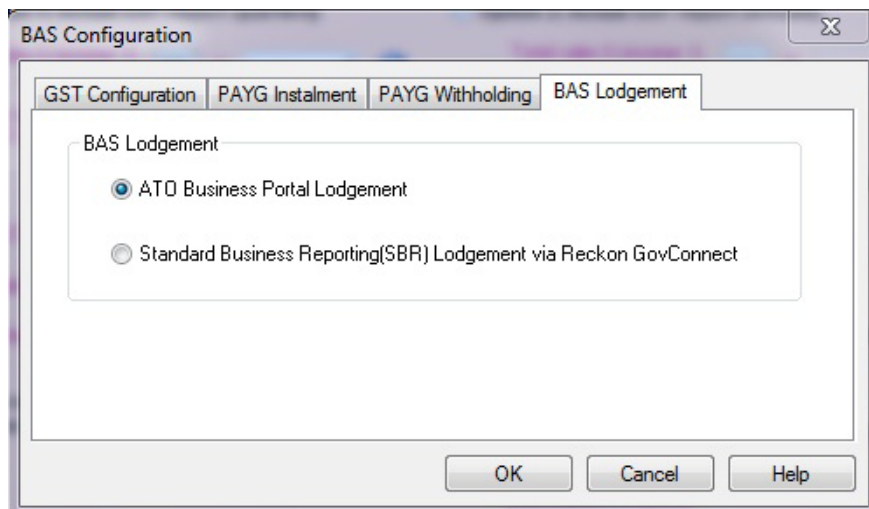 BAS Configuration
GST Configuration PAYG Instalment PAYG Withholding BAS Lodgement
BAS Lodgement
ATO Business Portal Lodgement
Standard Business Reporting(SBR) Lodgement via Reckon GovConnect
OK Cancel Help